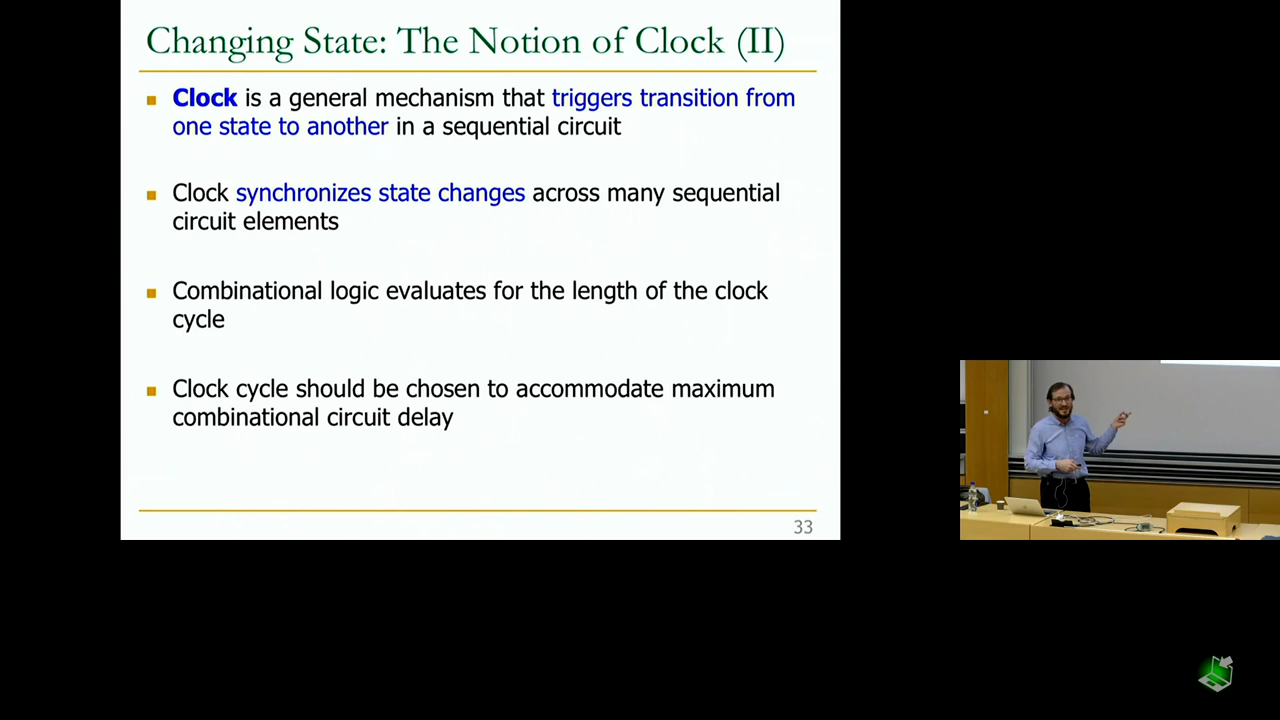 Changing State: The Notion of Clock (II)
■ Clock is a general mechanism that triggers transition from
one state to another in a sequential circuit
■ Clock synchronizes state changes across many sequential
circuit elements
■ Combinational logic evaluates for the length of the clock
cycle
■ Clock cycle should be chosen to accommodate maximum
combinational circuit delay
33